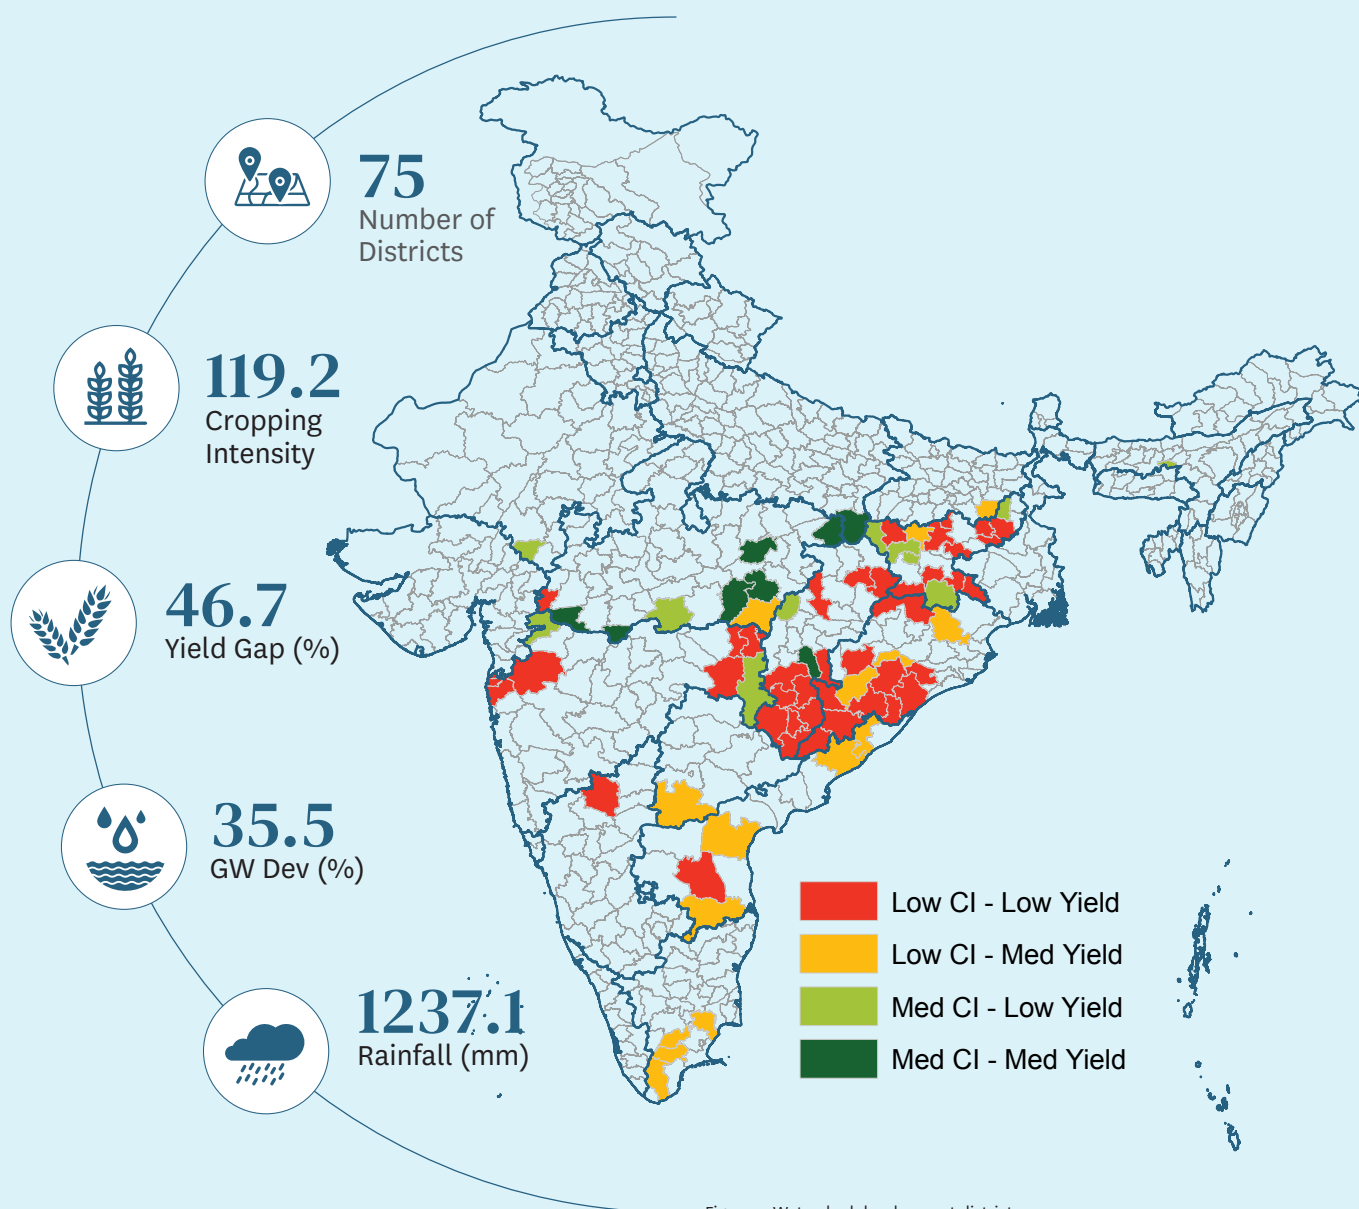 75
Number of
Districts
119.2
Cropping
Intensity
46.7
Yield Gap (%)
35.5
GW Dev (%)
1237.1
Rainfall (mm)
Low CI - Low Yield
Low CI - Med Yield
Med CI - Low Yield
Med CI - Med Yield